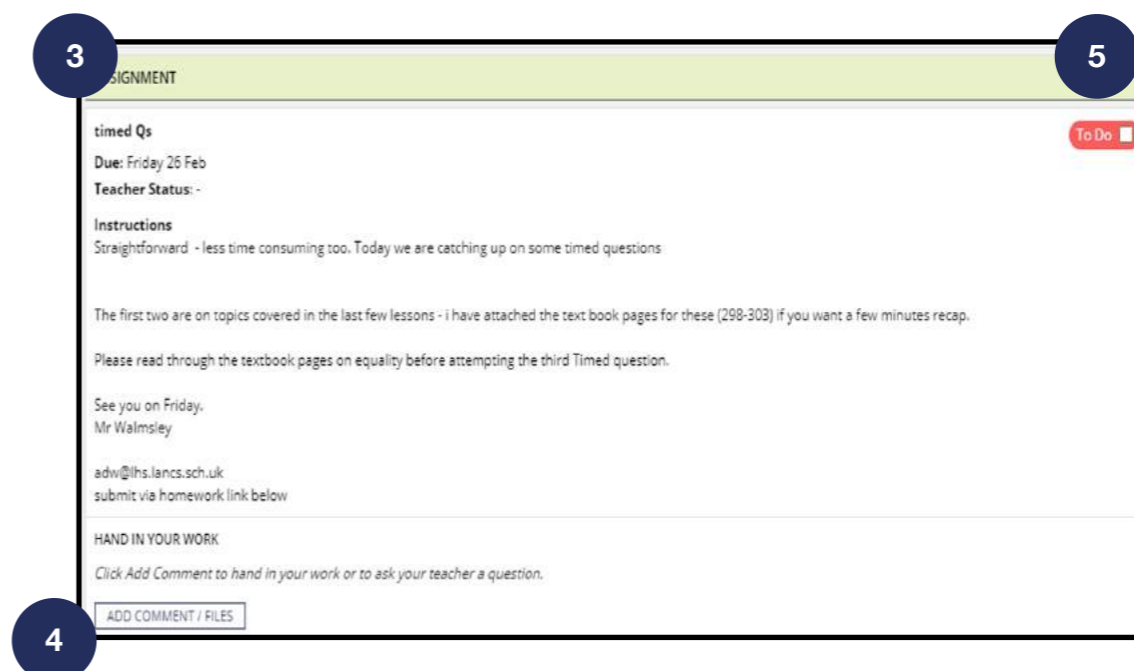 3
5
SIGNMENT
timed Qs
To Do
Due: Friday 26 Feb
Teacher Status: -
Instructions
Straightforward - less time consuming too. Today we are catching up on some timed questions
The first two are on topics covered in the last few lessons - i have attached the text book pages for these (298-303) if you want a few minutes recap.
Please read through the textbook pages on equality before attempting the third Timed question.
See you on Friday.
Mr Walmsley
adw@lhs.lancs.sch.uk
submit via homework link below
HAND IN YOUR WORK
Click Add Comment to hand in your work or to ask your teacher a question.
ADD COMMENT / FILES
4